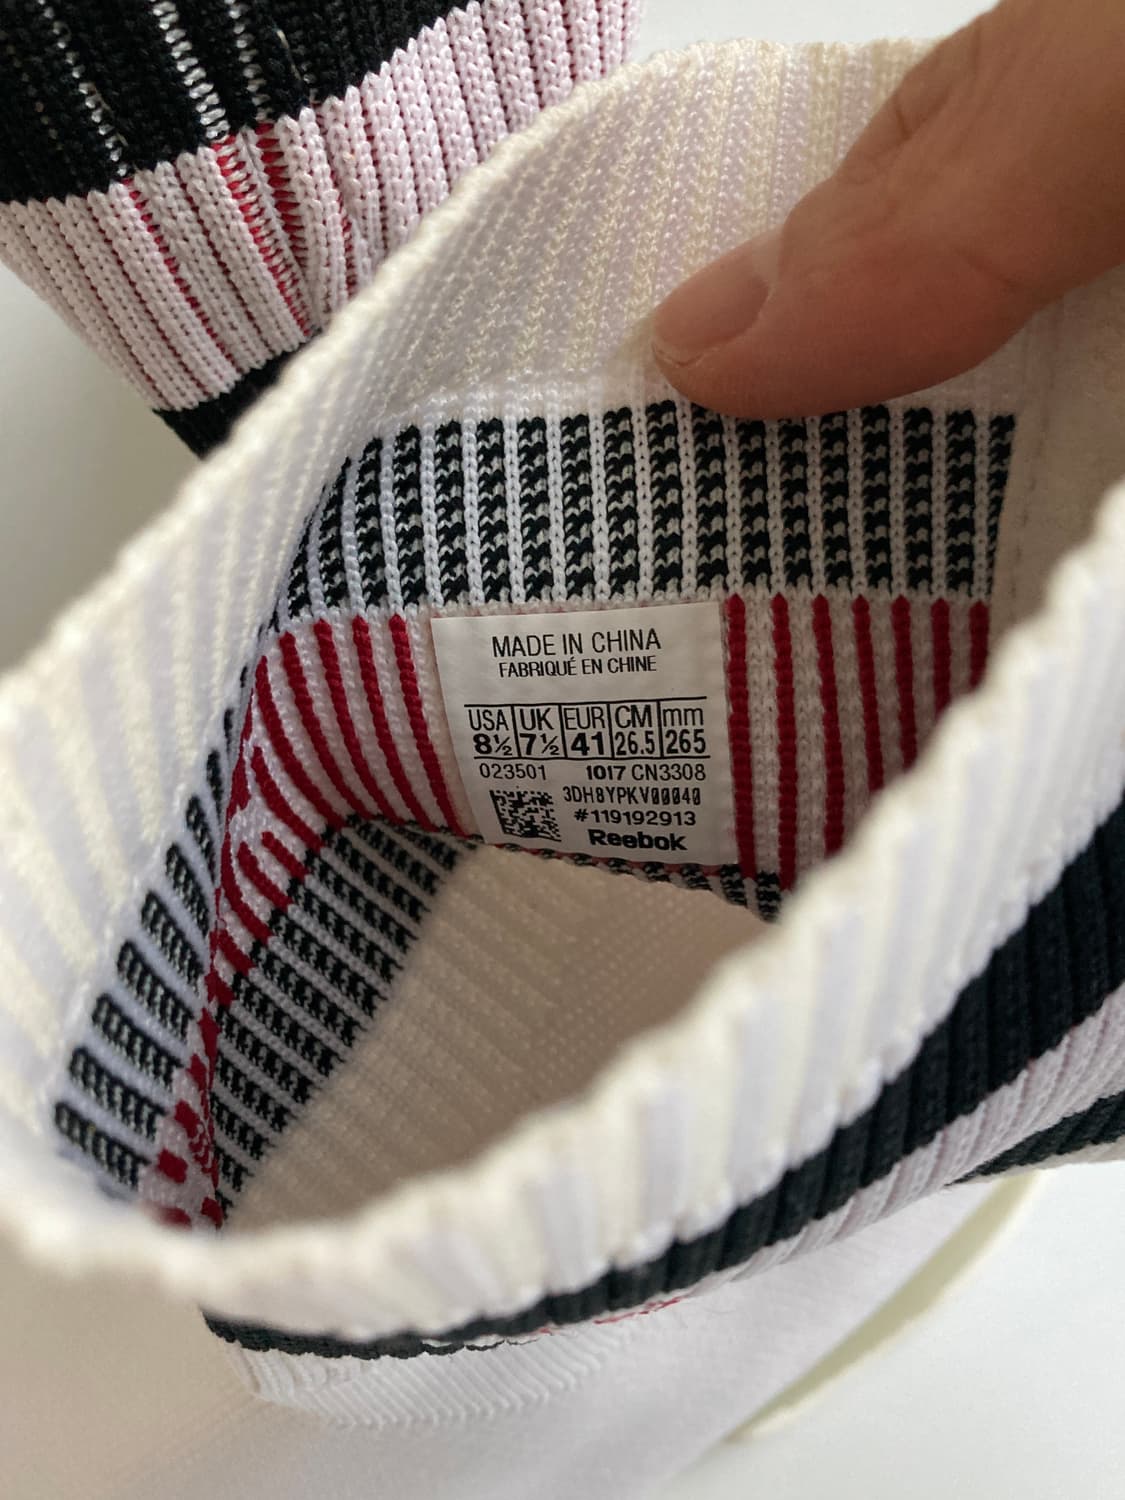 MADE IN CHINA
FABRIQUÉ EN CHINE
USA UK EUR CM mm
8½ 7½ 41 26.5 265
023501 1017 CN3308
3DH8YPKV00040
#119192913
Reebok